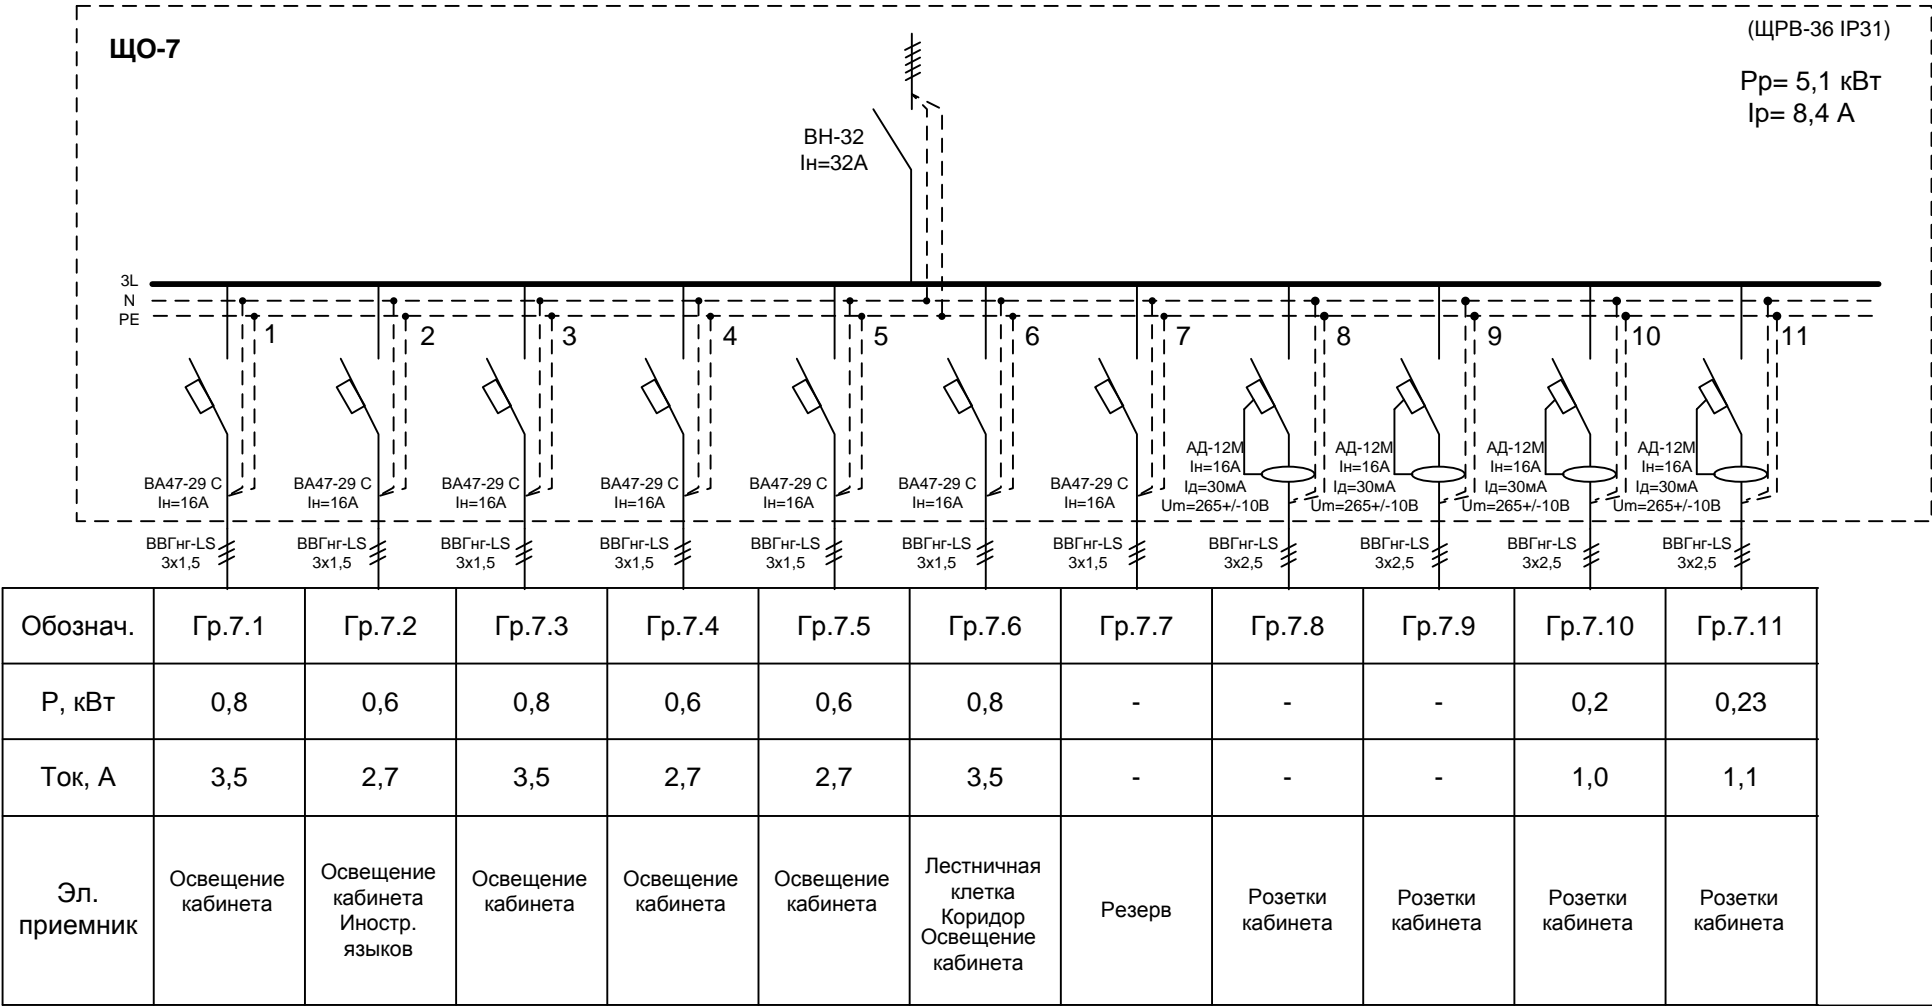 ЩО-7
(ЩРВ-36 IP31)
Рр= 5,1 кВт
Iр= 8,4 А
ВН-32
Iн=32А
3L
N
PE
1
2
3
4
5
6
7
8
9
10
11
ВА47-29 С
Iн=16А
ВА47-29 С
Iн=16А
ВА47-29 С
Iн=16А
ВА47-29 С
Iн=16А
ВА47-29 С
Iн=16А
ВА47-29 С
Iн=16А
ВА47-29 С
Iн=16А
АД-12М
Iн=16А
Iд=30мА
Um=265+/-10В
АД-12М
Iн=16А
Iд=30мА
Um=265+/-10В
АД-12М
Iн=16А
Iд=30мА
Um=265+/-10В
АД-12М
Iн=16А
Iд=30мА
Um=265+/-10В
ВВГнг-LS
3х1,5
ВВГнг-LS
3х1,5
ВВГнг-LS
3х1,5
ВВГнг-LS
3х1,5
ВВГнг-LS
3х1,5
ВВГнг-LS
3х1,5
ВВГнг-LS
3х1,5
ВВГнг-LS
3х2,5
ВВГнг-LS
3х2,5
ВВГнг-LS
3х2,5
ВВГнг-LS
3х2,5
Обознач. Гр.7.1 Гр.7.2 Гр.7.3 Гр.7.4 Гр.7.5 Гр.7.6 Гр.7.7 Гр.7.8 Гр.7.9 Гр.7.10 Гр.7.11
Р, кВт 0,8 0,6 0,8 0,6 0,6 0,8 - - - 0,2 0,23
Ток, А 3,5 2,7 3,5 2,7 2,7 3,5 - - - 1,0 1,1
Эл.
приемник
Освещение
кабинета
Освещение
кабинета
Иностр.
языков
Освещение
кабинета
Освещение
кабинета
Освещение
кабинета
Лестничная
клетка
Коридор
Освещение
кабинета
Резерв
Розетки
кабинета
Розетки
кабинета
Розетки
кабинета
Розетки
кабинета